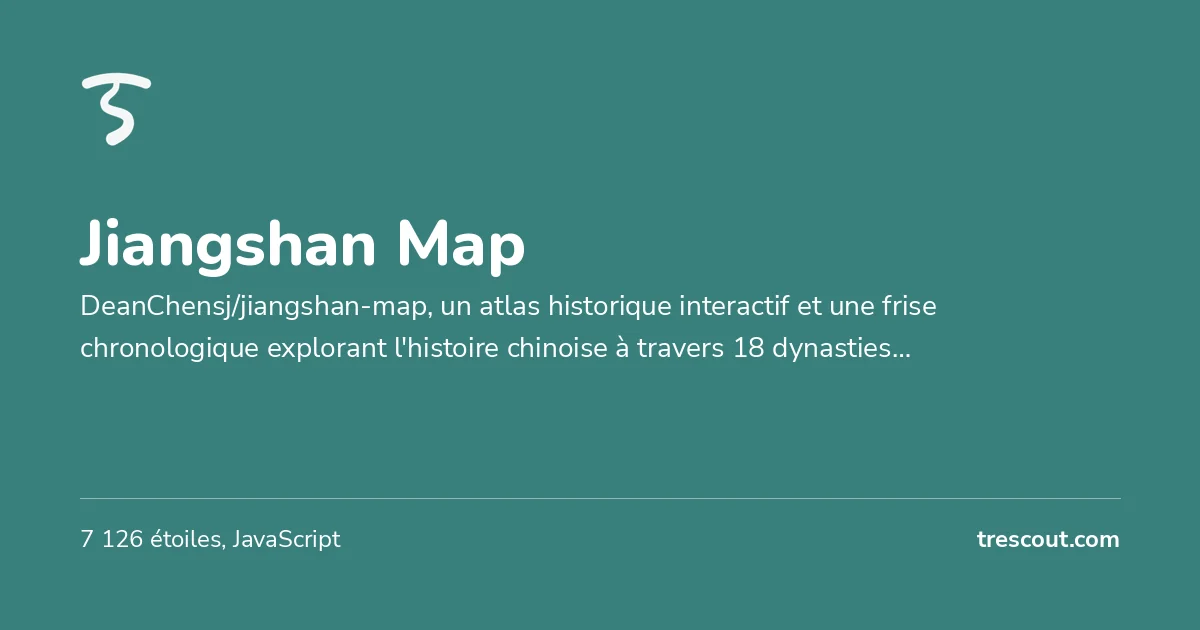 Jiangshan Map
DeanChensj/jiangshan-map, un atlas historique interactif et une frise
chronologique explorant l'histoire chinoise à travers 18 dynasties...
7 126 étoiles, JavaScript
trescout.com